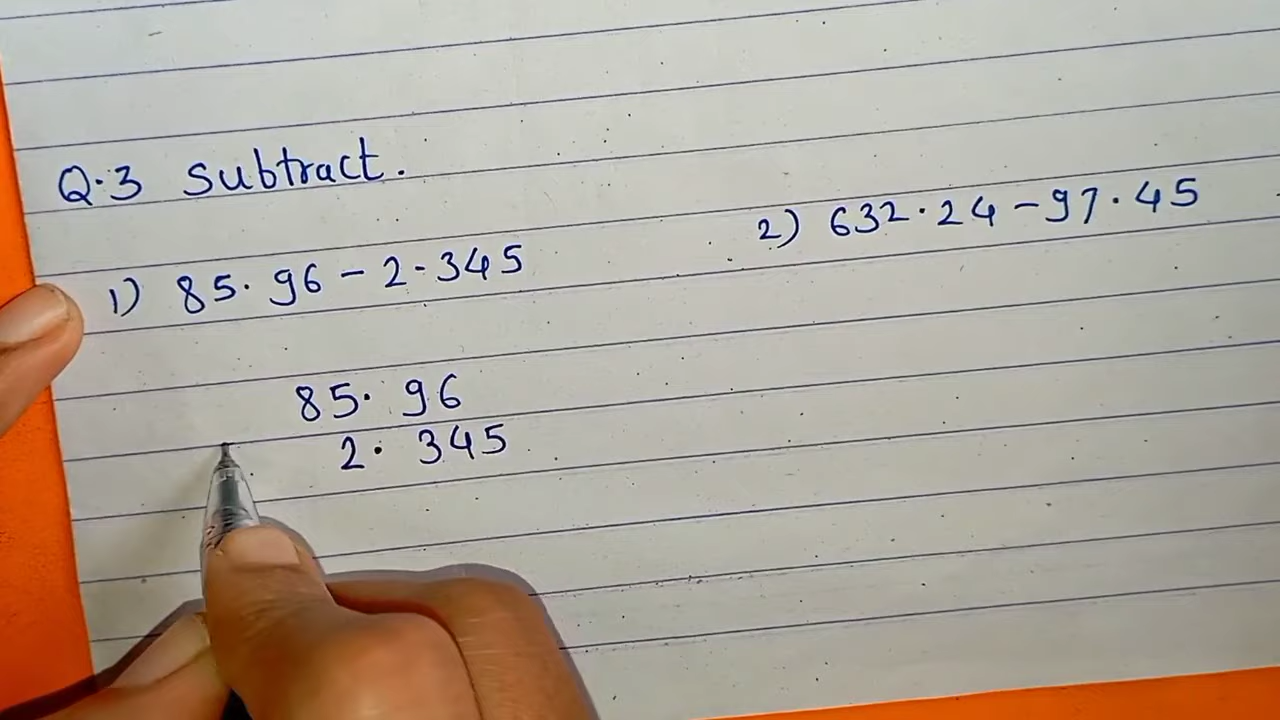 Q.3 Subtract.
1) 85.96 - 2.345
2) 632.24 - 97.45
85.96
2.345